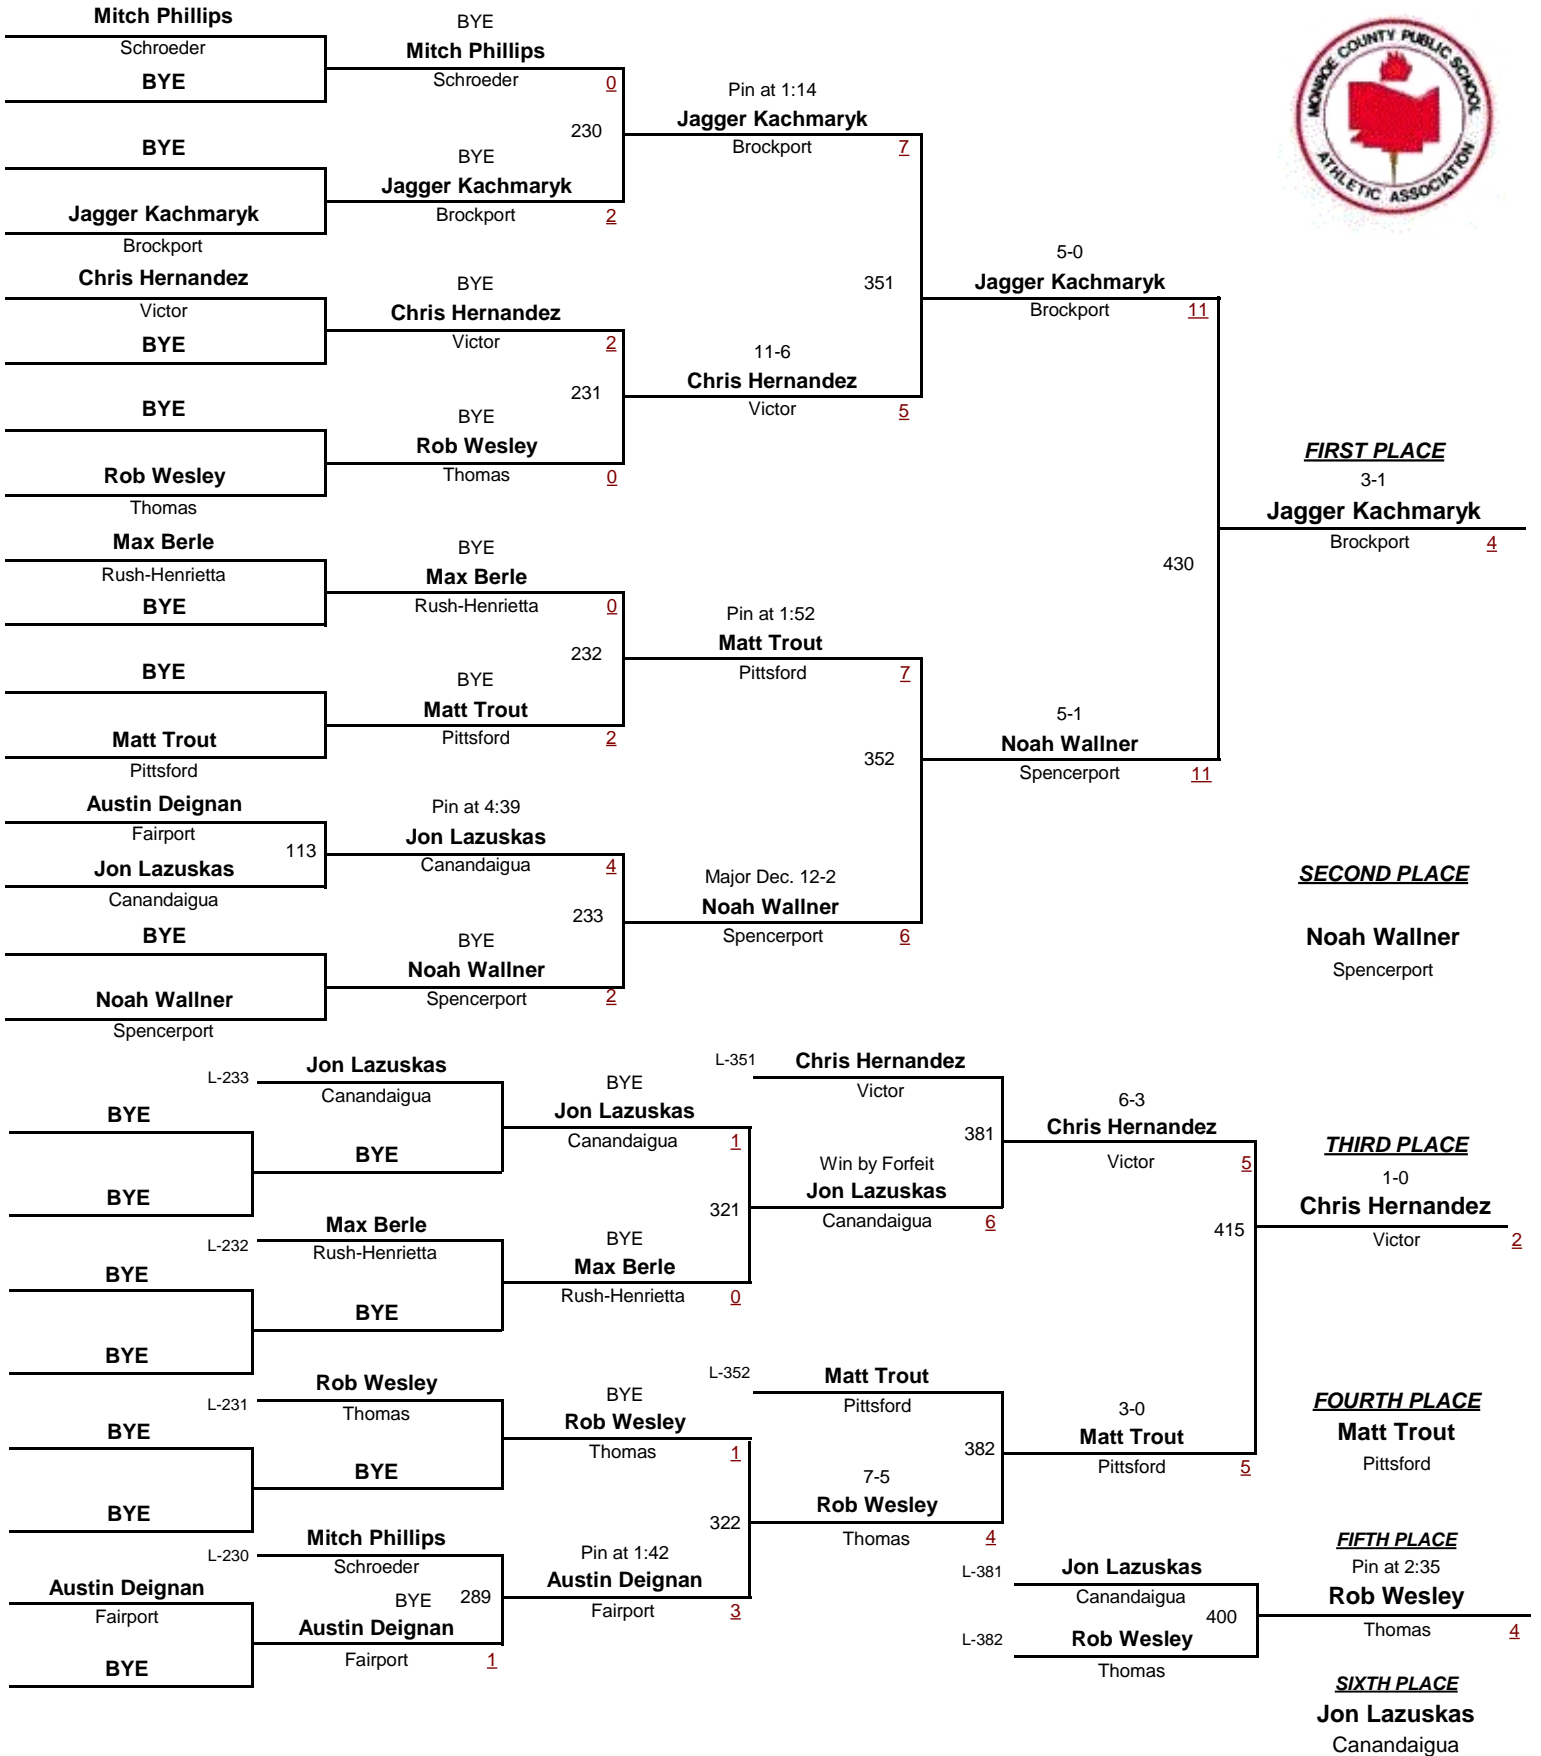 Mitch Phillips
Schroeder
BYE
BYE
Jagger Kachmaryk
Brockport
Chris Hernandez
Victor
BYE
BYE
Rob Wesley
Thomas
Max Berle
Rush-Henrietta
BYE
BYE
Matt Trout
Pittsford
Austin Deignan
Fairport
113
Jon Lazuskas
Canandaigua
BYE
Noah Wallner
Spencerport
BYE
Mitch Phillips
Schroeder
0
230
BYE
Jagger Kachmaryk
Brockport
2
BYE
Chris Hernandez
Victor
2
231
BYE
Rob Wesley
Thomas
0
BYE
Max Berle
Rush-Henrietta
0
232
BYE
Matt Trout
Pittsford
2
Pin at 4:39
Jon Lazuskas
Canandaigua
4
233
BYE
Noah Wallner
Spencerport
2
Pin at 1:14
Jagger Kachmaryk
Brockport
7
351
11-6
Chris Hernandez
Victor
5
Pin at 1:52
Matt Trout
Pittsford
7
352
Major Dec. 12-2
Noah Wallner
Spencerport
6
5-0
Jagger Kachmaryk
Brockport
11
430
5-1
Noah Wallner
Spencerport
11
MONROE COUNTY PUBLIC SCHOOL
ATHLETIC ASSOCIATION
FIRST PLACE
3-1
Jagger Kachmaryk
Brockport
4
SECOND PLACE
Noah Wallner
Spencerport
L-233
Jon Lazuskas
Canandaigua
BYE
BYE
BYE
L-232
Max Berle
Rush-Henrietta
BYE
BYE
BYE
L-231
Rob Wesley
Thomas
BYE
BYE
BYE
L-230
Mitch Phillips
Schroeder
Austin Deignan
Fairport
BYE
BYE
289
Austin Deignan
Fairport
1
BYE
Jon Lazuskas
Canandaigua
1
321
BYE
Max Berle
Rush-Henrietta
0
BYE
Rob Wesley
Thomas
1
322
Pin at 1:42
Austin Deignan
Fairport
3
L-351
Chris Hernandez
Victor
381
Win by Forfeit
Jon Lazuskas
Canandaigua
6
L-352
Matt Trout
Pittsford
382
7-5
Rob Wesley
Thomas
4
6-3
Chris Hernandez
Victor
5
415
3-0
Matt Trout
Pittsford
5
THIRD PLACE
1-0
Chris Hernandez
Victor
2
FOURTH PLACE
Matt Trout
Pittsford
L-381
Jon Lazuskas
Canandaigua
400
L-382
Rob Wesley
Thomas
FIFTH PLACE
Pin at 2:35
Rob Wesley
Thomas
4
SIXTH PLACE
Jon Lazuskas
Canandaigua